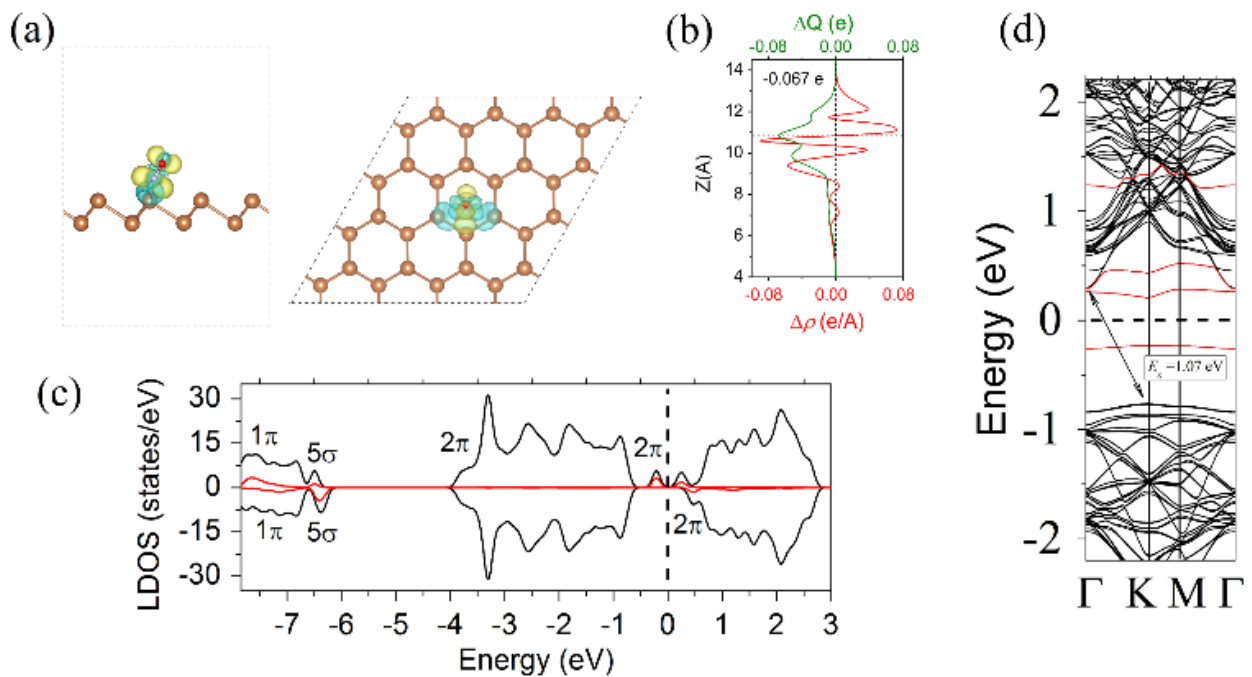 (a)
(b)
ΔQ (e)
-0.08 0.00 0.08
14
12
10
8
6
4
Z(A)
-0.067 e
-0.08 0.00 0.08
Δρ (e/A)
(c)
LDOS (states/eV)
30
15
0
-15
-30
1π
5σ
2π
2π
1π
5σ
2π
-7 -6 -5 -4 -3 -2 -1 0 1 2 3
Energy (eV)
(d)
Energy (eV)
2
1
0
-1
-2
E_g=1.07 eV
Γ K M Γ